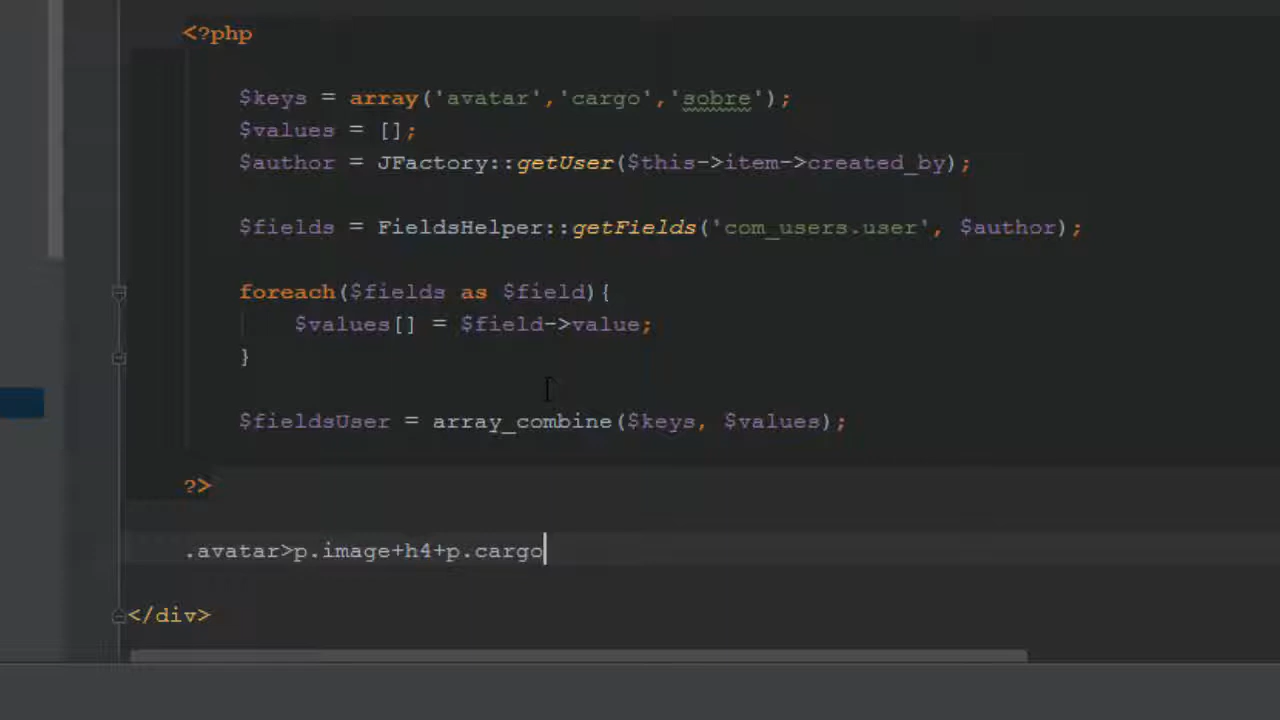 <?php
$keys = array('avatar','cargo','sobre');
$values = [];
$author = JFactory::getUser($this->item->created_by);
$fields = FieldsHelper::getFields('com_users.user', $author);
foreach($fields as $field){
$values[] = $field->value;
}
$fieldsUser = array_combine($keys, $values);
?>
.avatar>p.image+h4+p.cargo
</div>